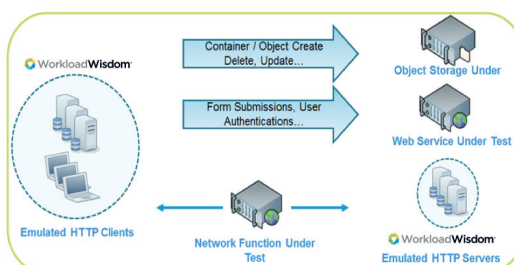 WorkloadWisdom
Emulated HTTP Clients
Container / Object Create
Delete, Update...
Form Submissions, User
Authentications...
Object Storage Under
Web Service Under Test
Network Function Under
Test
WorkloadWisdom
Emulated HTTP Servers